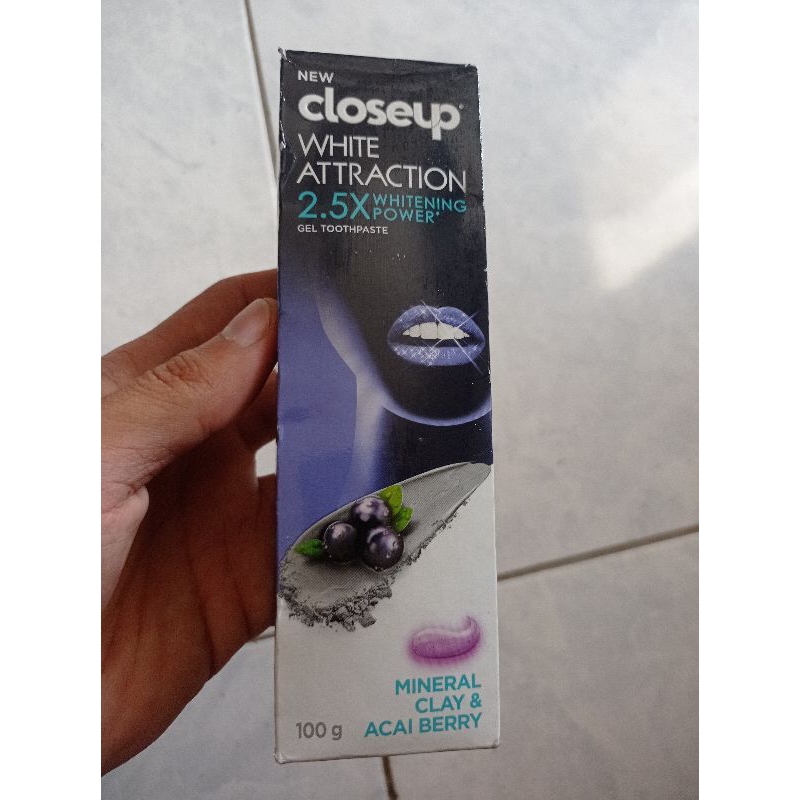 NEW
closeup®
WHITE
ATTRACTION
2.5X WHITENING
POWER*
GEL TOOTHPASTE
MINERAL
CLAY &
100 g ACAI BERRY